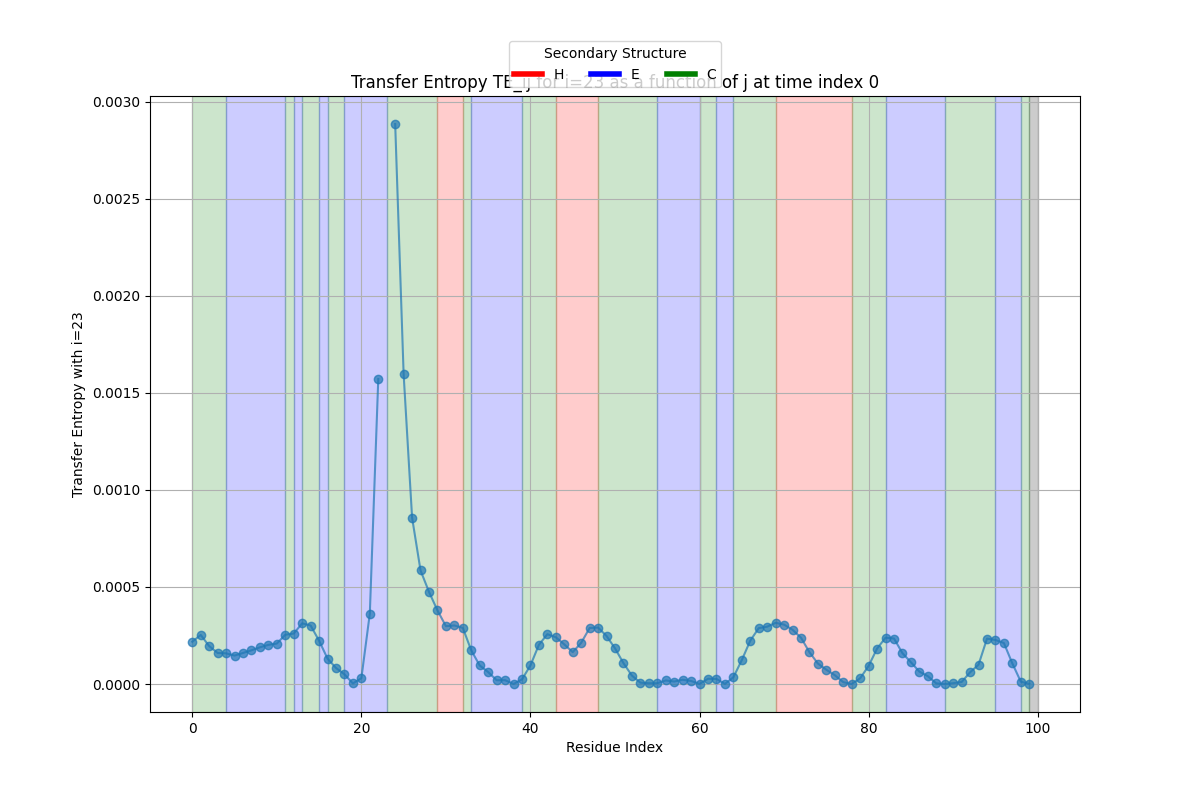 Secondary Structure
H E C
Transfer Entropy TE_ij for i=23 as a function of j at time index 0
Transfer Entropy with i=23
0.0030
0.0025
0.0020
0.0015
0.0010
0.0005
0.0000
0 20 40 60 80 100
Residue Index